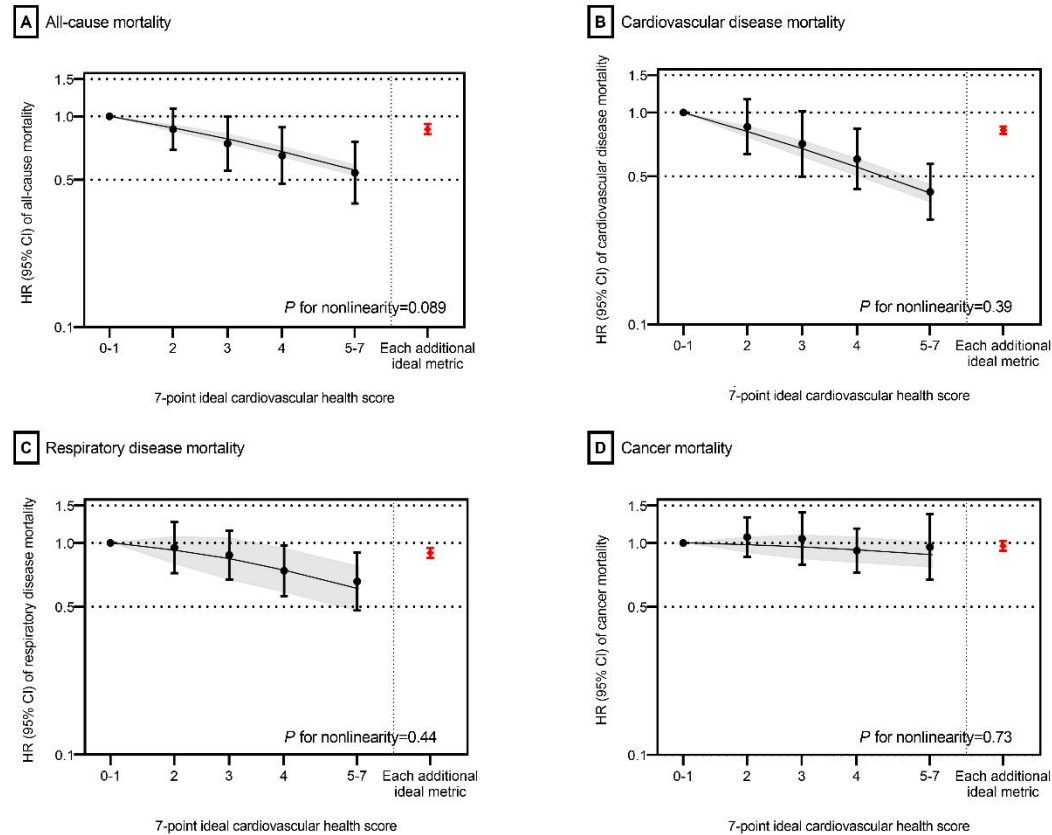 A All-cause mortality
HR (95% CI) of all-cause mortality
1.5
1.0
0.5
0.1
P for nonlinearity=0.089
0-1 2 3 4 5-7 Each additional
ideal metric
7-point ideal cardiovascular health score
B Cardiovascular disease mortality
HR (95% CI) of cardiovascular disease mortality
1.5
1.0
0.5
0.1
P for nonlinearity=0.39
0-1 2 3 4 5-7 Each additional
ideal metric
7-point ideal cardiovascular health score
C Respiratory disease mortality
HR (95% CI) of respiratory disease mortality
1.5
1.0
0.5
0.1
P for nonlinearity=0.44
0-1 2 3 4 5-7 Each additional
ideal metric
7-point ideal cardiovascular health score
D Cancer mortality
HR (95% CI) of cancer mortality
1.5
1.0
0.5
0.1
P for nonlinearity=0.73
0-1 2 3 4 5-7 Each additional
ideal metric
7-point ideal cardiovascular health score